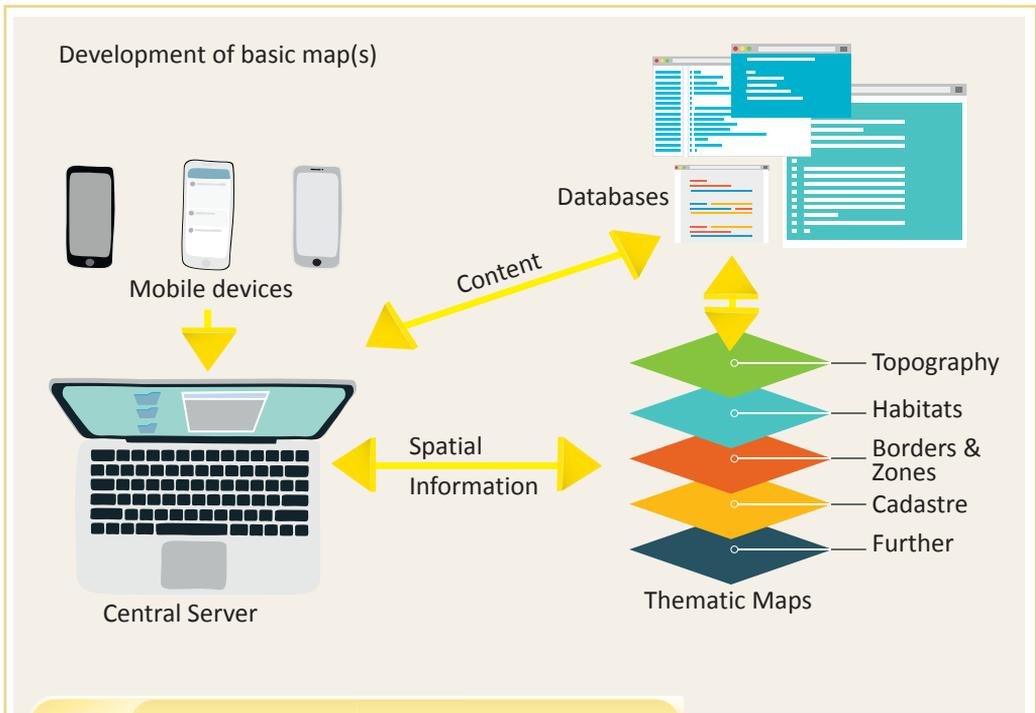 Development of basic map(s)
Databases
Mobile devices
Content
Topography
Habitats
Borders &
Zones
Cadastre
Further
Spatial
Information
Thematic Maps
Central Server